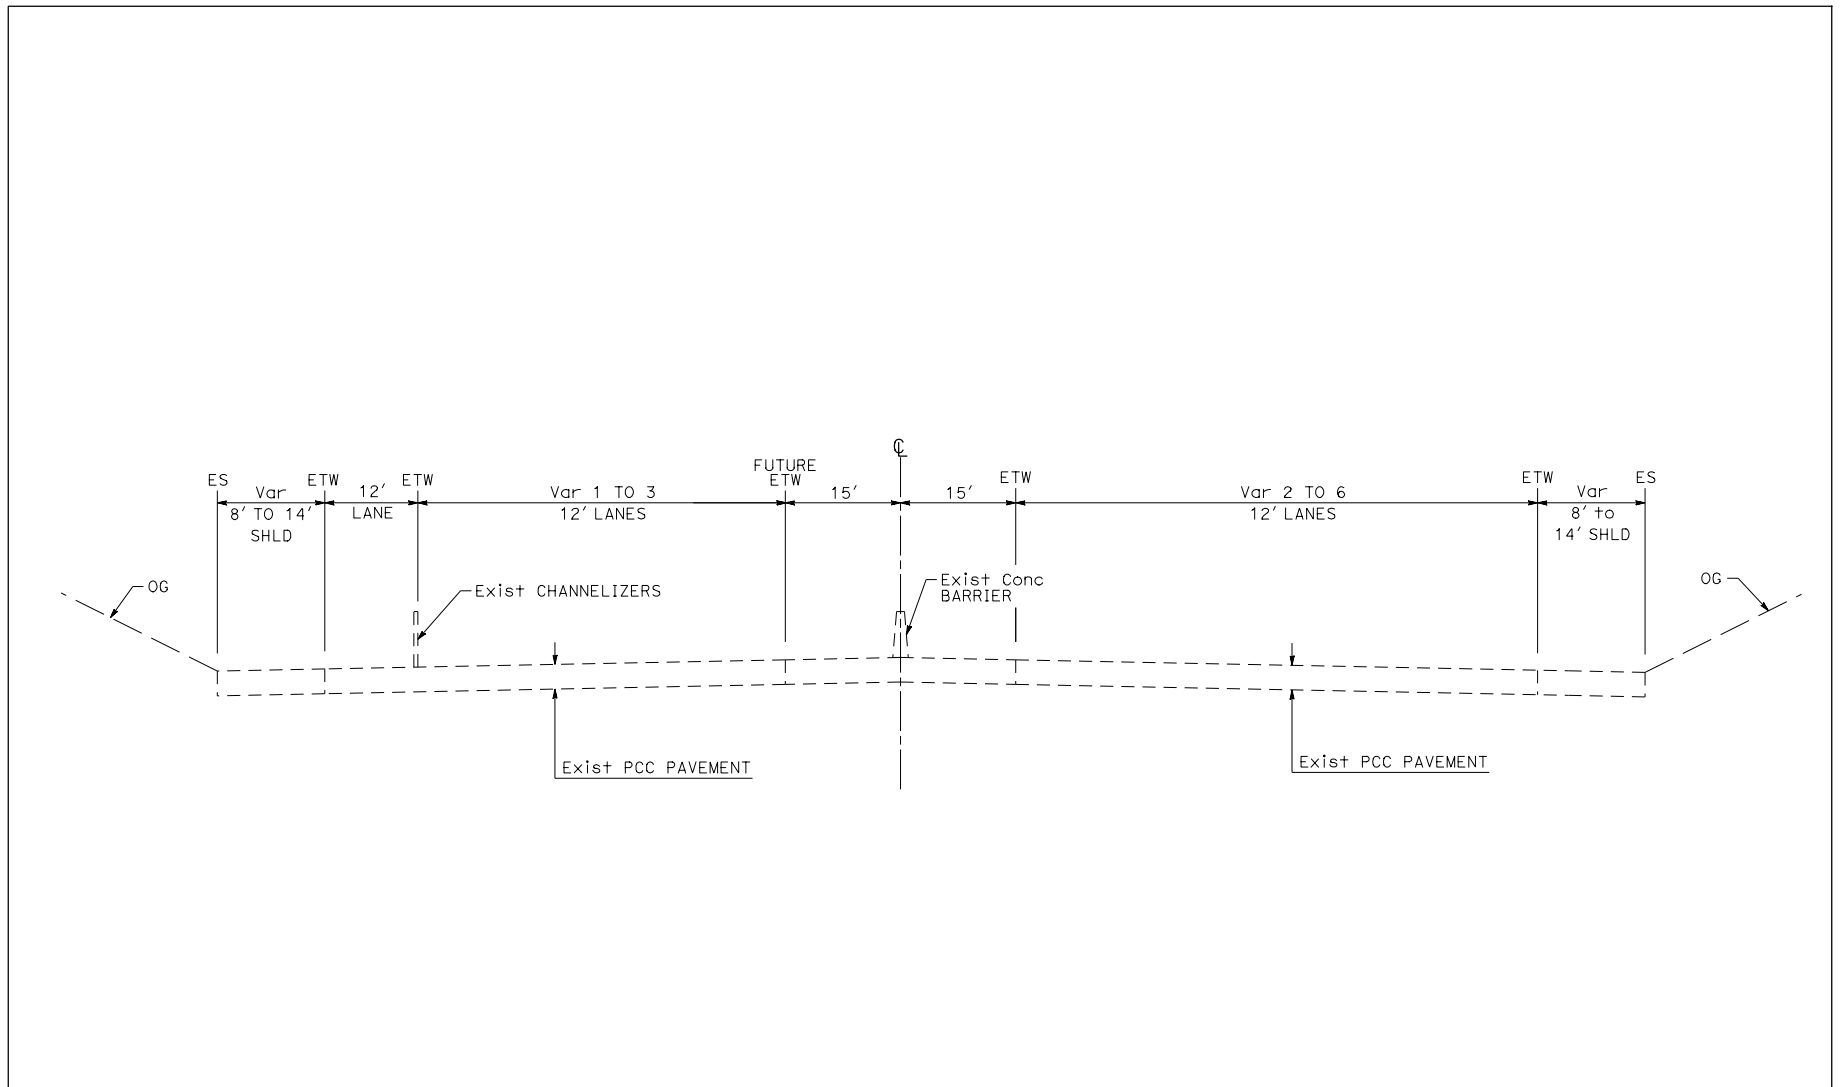 ℄
FUTURE
ES
ETW
ETW
ETW
ETW
ETW
ES
Var
8' TO 14'
SHLD
12'
LANE
Var 1 TO 3
12' LANES
15'
15'
Var 2 TO 6
12' LANES
Var
8' to
14' SHLD
OG
Exist CHANNELIZERS
Exist Conc
BARRIER
OG
Exist PCC PAVEMENT
Exist PCC PAVEMENT